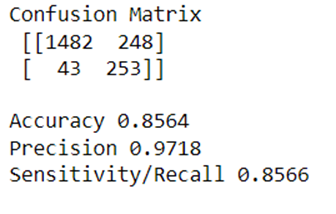 Confusion Matrix
[[1482 248]
[ 43 253]]
Accuracy 0.8564
Precision 0.9718
Sensitivity/Recall 0.8566